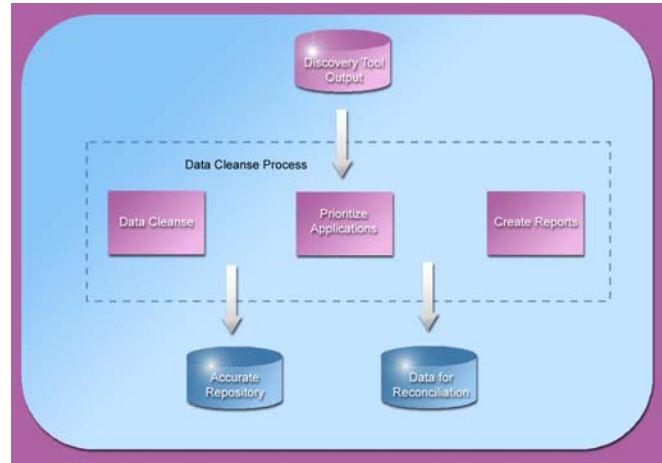 Discovery Tool
Output
Data Cleanse Process
Data Cleanse
Prioritize
Applications
Create Reports
Accurate
Repository
Data for
Reconciliation